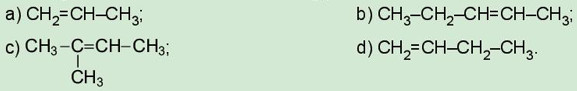 a) CH₂=CH–CH₃; b) CH₃–CH₂–CH=CH–CH₃;
c) CH₃–C=CH–CH₃; d) CH₂=CH–CH₂–CH₃.
|
CH₃